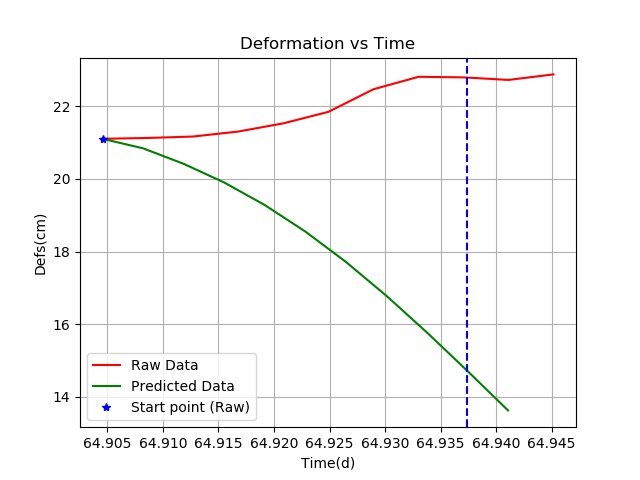 Deformation vs Time
Defs(cm)
22
20
18
16
14
Raw Data
Predicted Data
Start point (Raw)
64.905 64.910 64.915 64.920 64.925 64.930 64.935 64.940 64.945
Time(d)